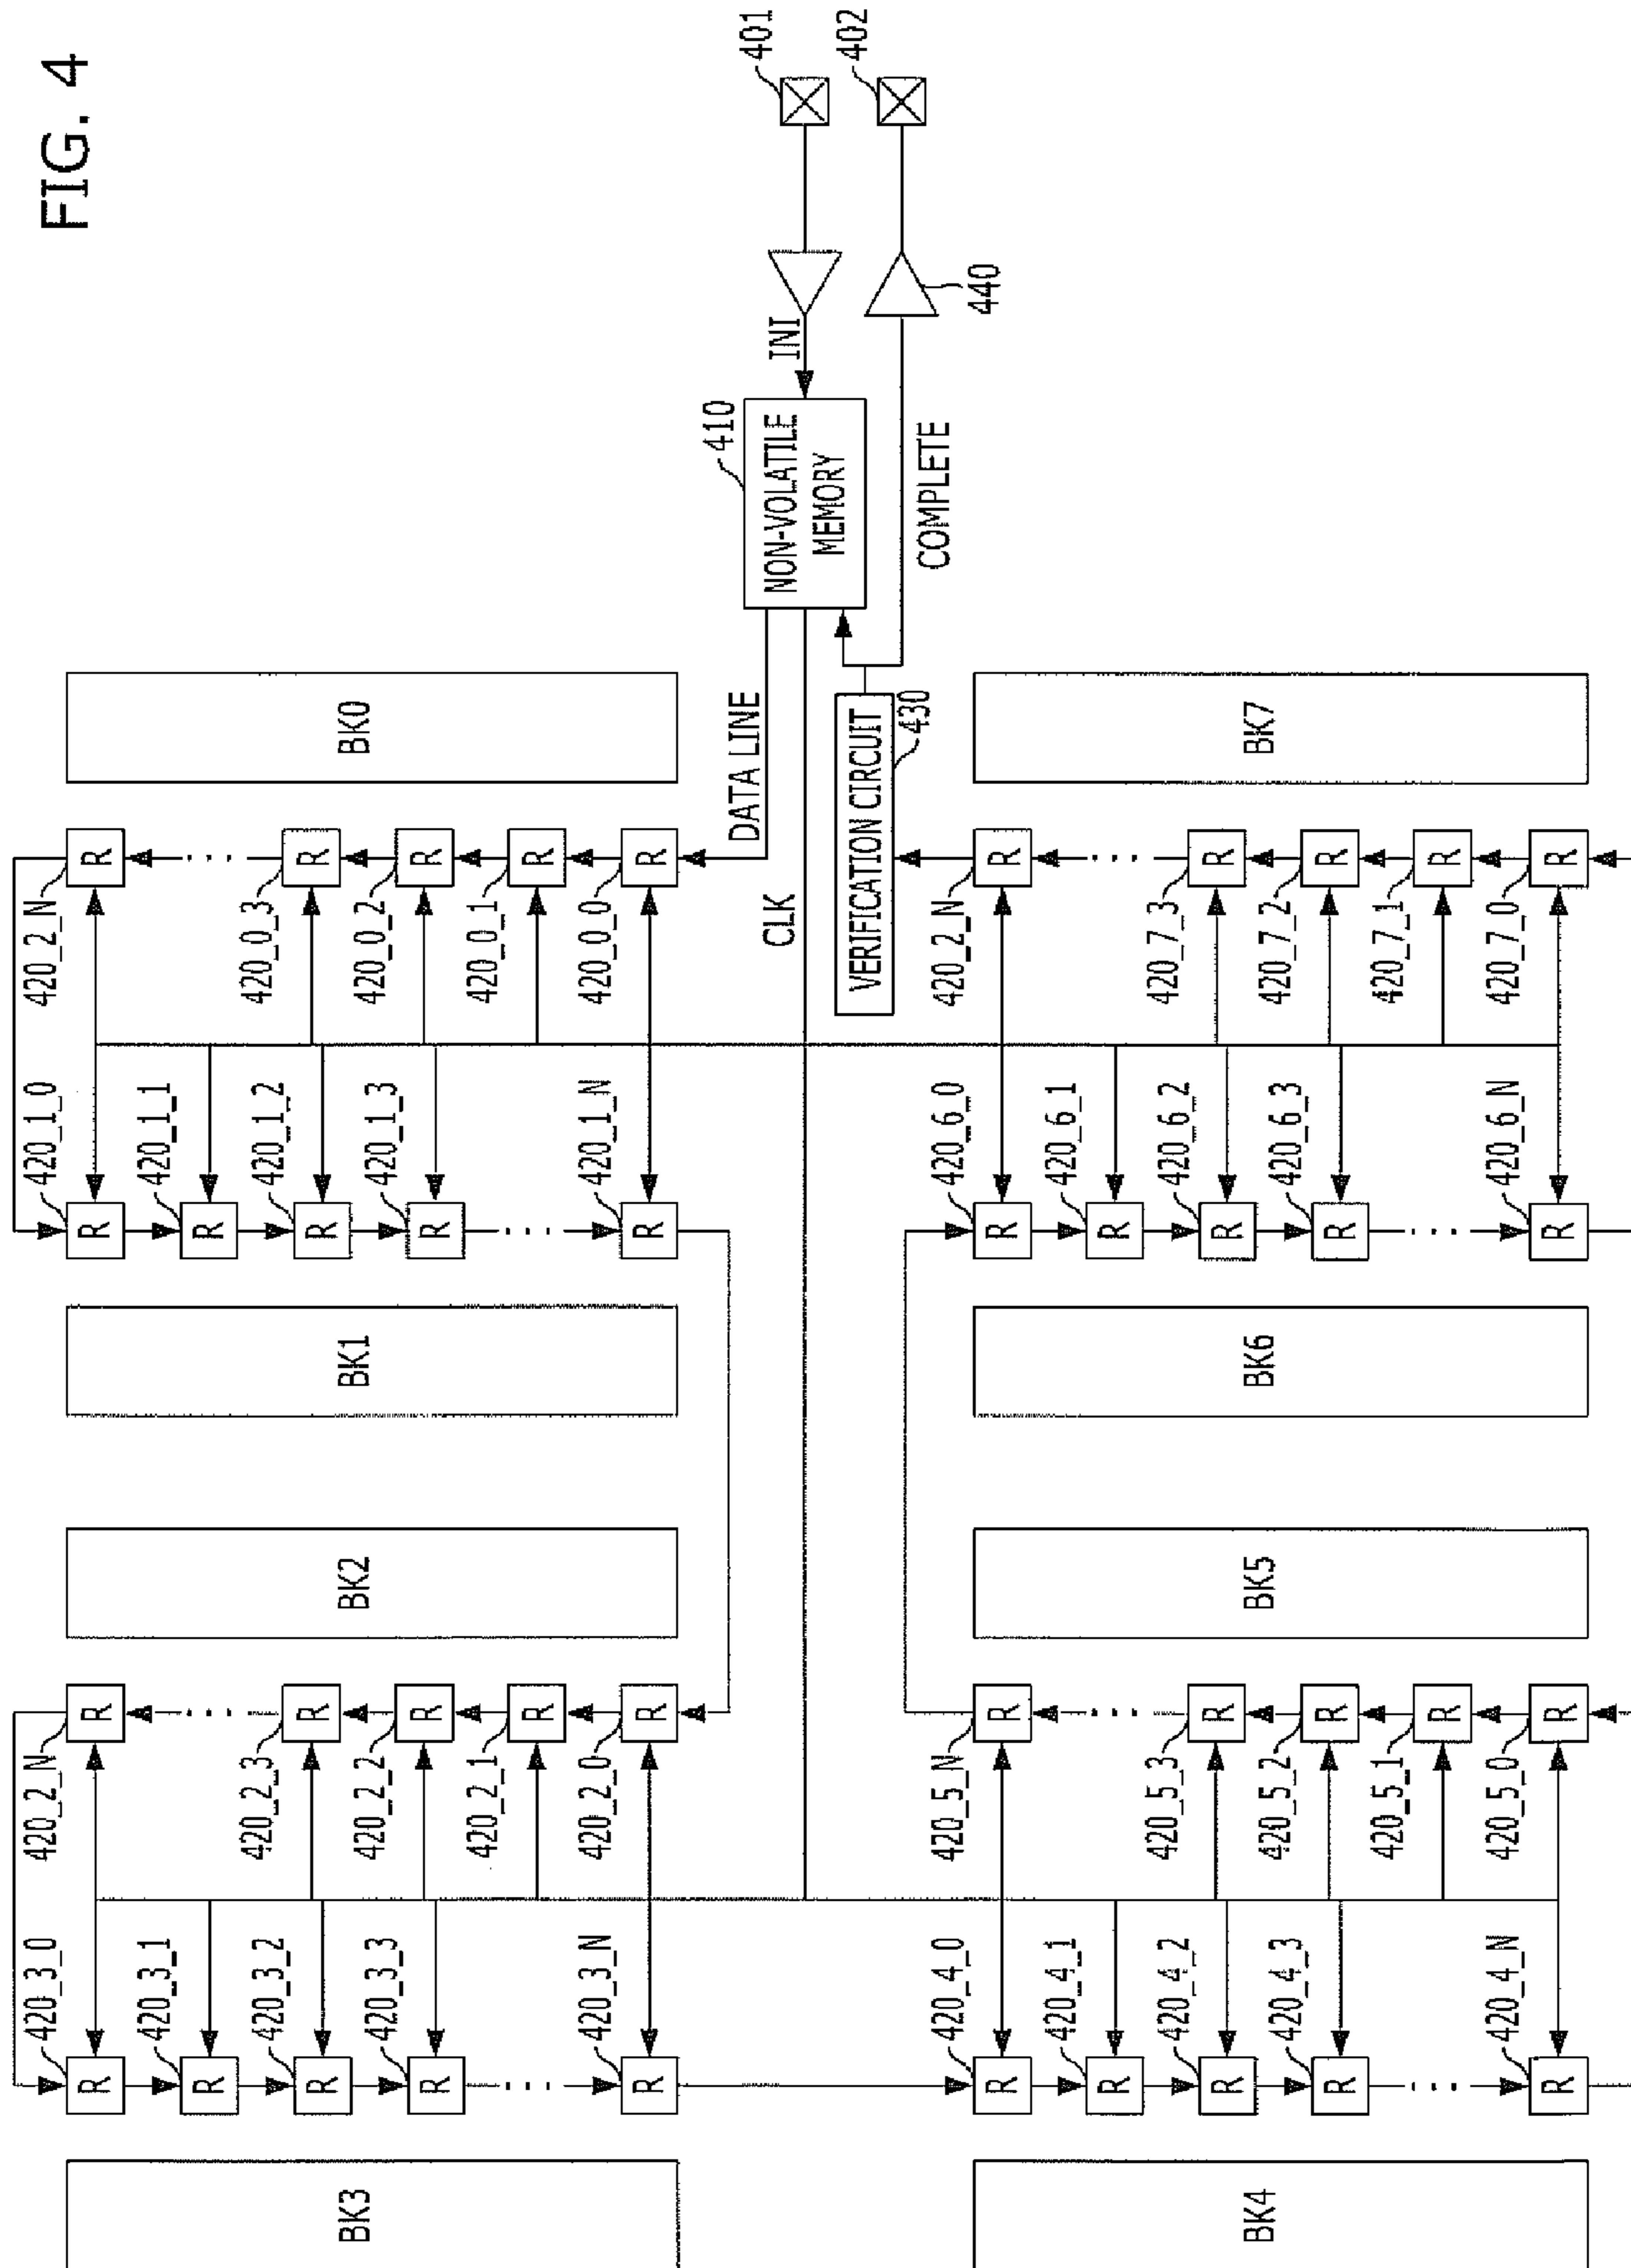 FIG. 4
420_3_0
420_2_N
420_1_0
420_2_N
R
R
R
R
420_3_1
420_1_1
R
R
420_3_2
420_2_3
420_1_2
420_0_3
R
R
R
R
BK3
BK2
BK1
BK0
420_3_3
420_2_2
420_1_3
420_0_2
R
R
R
R
420_2_1
420_0_1
R
R
420_3_N
420_2_0
420_1_N
420_0_0
R
R
R
R
DATA LINE
CLK
410
NON-VOLATILE
MEMORY
INI
401
402
VERIFICATION CIRCUIT
430
COMPLETE
440
420_4_0
420_5_N
420_6_0
420_2_N
R
R
R
R
420_4_1
420_6_1
R
R
420_4_2
420_5_3
420_6_2
420_7_3
R
R
R
R
BK4
BK5
BK6
BK7
420_4_3
420_5_2
420_6_3
420_7_2
R
R
R
R
420_5_1
420_7_1
R
R
420_4_N
420_5_0
420_6_N
420_7_0
R
R
R
R